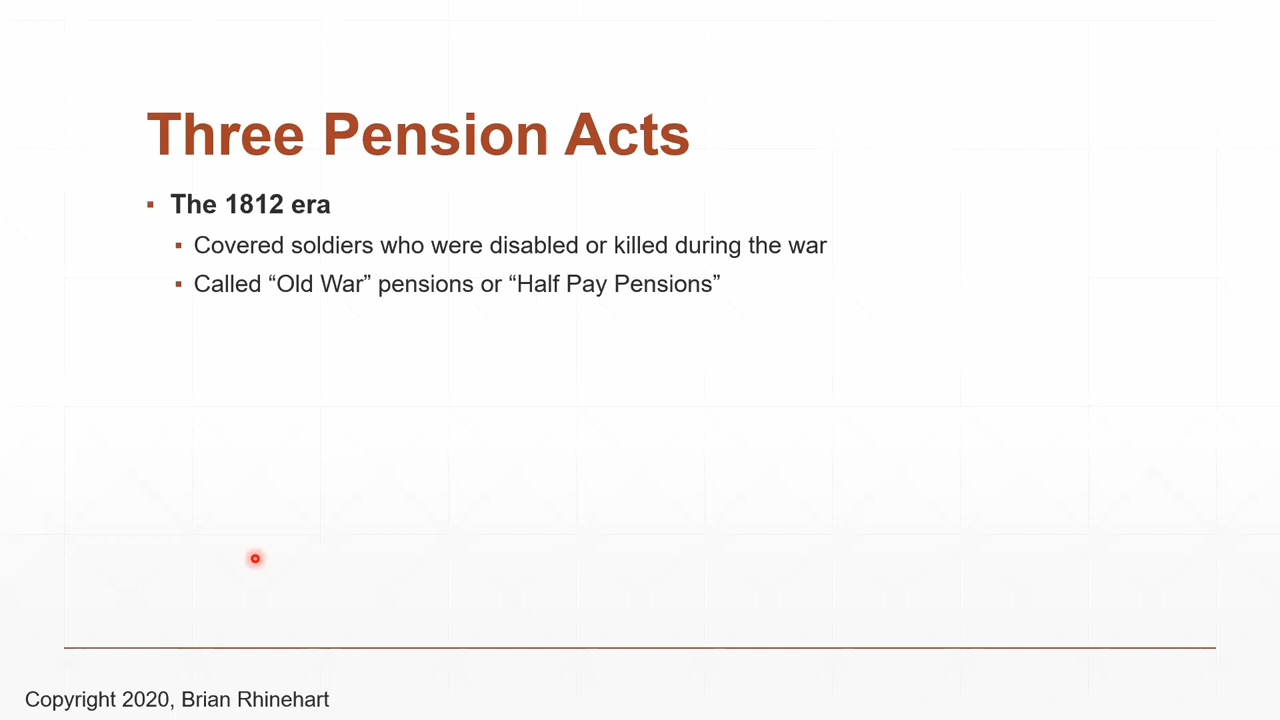 Three Pension Acts
▪ The 1812 era
▪ Covered soldiers who were disabled or killed during the war
▪ Called “Old War” pensions or “Half Pay Pensions”
Copyright 2020, Brian Rhinehart